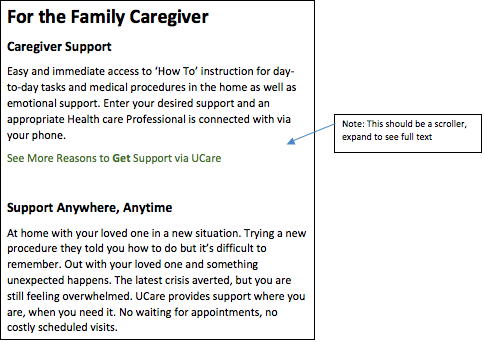 For the Family Caregiver
Caregiver Support
Easy and immediate access to ‘How To’ instruction for day-
to-day tasks and medical procedures in the home as well as
emotional support. Enter your desired support and an
appropriate Health care Professional is connected with via
your phone.
See More Reasons to Get Support via UCare
Note: This should be a scroller,
expand to see full text
Support Anywhere, Anytime
At home with your loved one in a new situation. Trying a new
procedure they told you how to do but it’s difficult to
remember. Out with your loved one and something
unexpected happens. The latest crisis averted, but you are
still feeling overwhelmed. UCare provides support where you
are, when you need it. No waiting for appointments, no
costly scheduled visits.